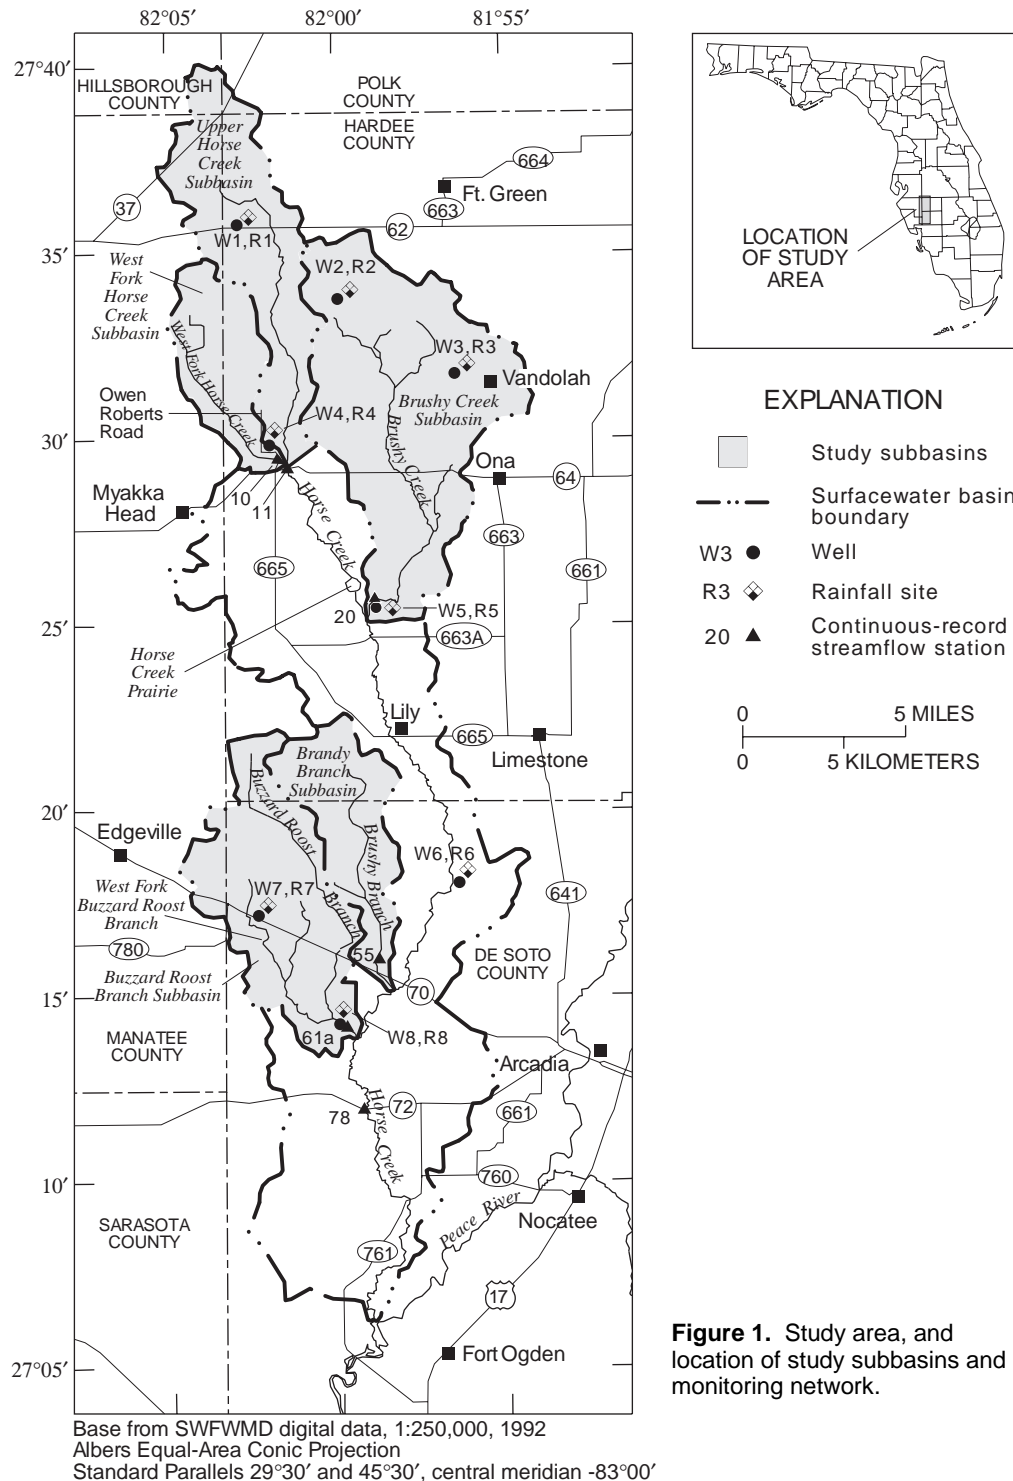 82°05′
82°00′
81°55′
27°40′
HILLSBOROUGH
COUNTY
POLK
COUNTY
HARDEE
COUNTY
Upper
Horse
Creek
Subbasin
664
Ft. Green
663
37
62
W1,R1
35′
West
Fork
Horse
Creek
Subbasin
W2,R2
W3,R3
Vandolah
West Fork Horse Creek
Brushy Creek
Subbasin
Owen
Roberts
Road
W4,R4
Brushy Creek
30′
Ona
64
Myakka
Head
10
11
Horse Creek
663
665
661
20
W5,R5
25′
663A
Horse
Creek
Prairie
Lily
665
Limestone
Brandy
Branch
Subbasin
Buzzard Roost
Branch
20′
Edgeville
Brushy Branch
W6,R6
West Fork
Buzzard Roost
Branch
W7,R7
641
780
55
DE SOTO
COUNTY
Buzzard Roost
Branch Subbasin
70
15′
61a
W8,R8
MANATEE
COUNTY
Arcadia
78
72
661
Horse Creek
760
10′
Peace River
Nocatee
SARASOTA
COUNTY
761
17
27°05′
Fort Ogden
Base from SWFWMD digital data, 1:250,000, 1992
Albers Equal-Area Conic Projection
Standard Parallels 29°30′ and 45°30′, central meridian -83°00′
LOCATION
OF STUDY
AREA
EXPLANATION
Study subbasins
Surfacewater basin
boundary
W3 Well
R3 Rainfall site
20 Continuous-record
streamflow station
0 5 MILES
0 5 KILOMETERS
Figure 1. Study area, and
location of study subbasins and
monitoring network.